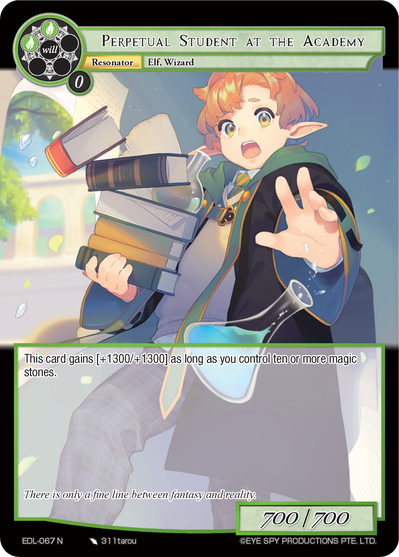 Perpetual Student at the Academy
will
Resonator Elf, Wizard
0
This card gains [+1300/+1300] as long as you control ten or more magic
stones.
There is only a fine line between fantasy and reality.
700 / 700
EDL-067 N 311tarou ©EYE SPY PRODUCTIONS PTE. LTD.